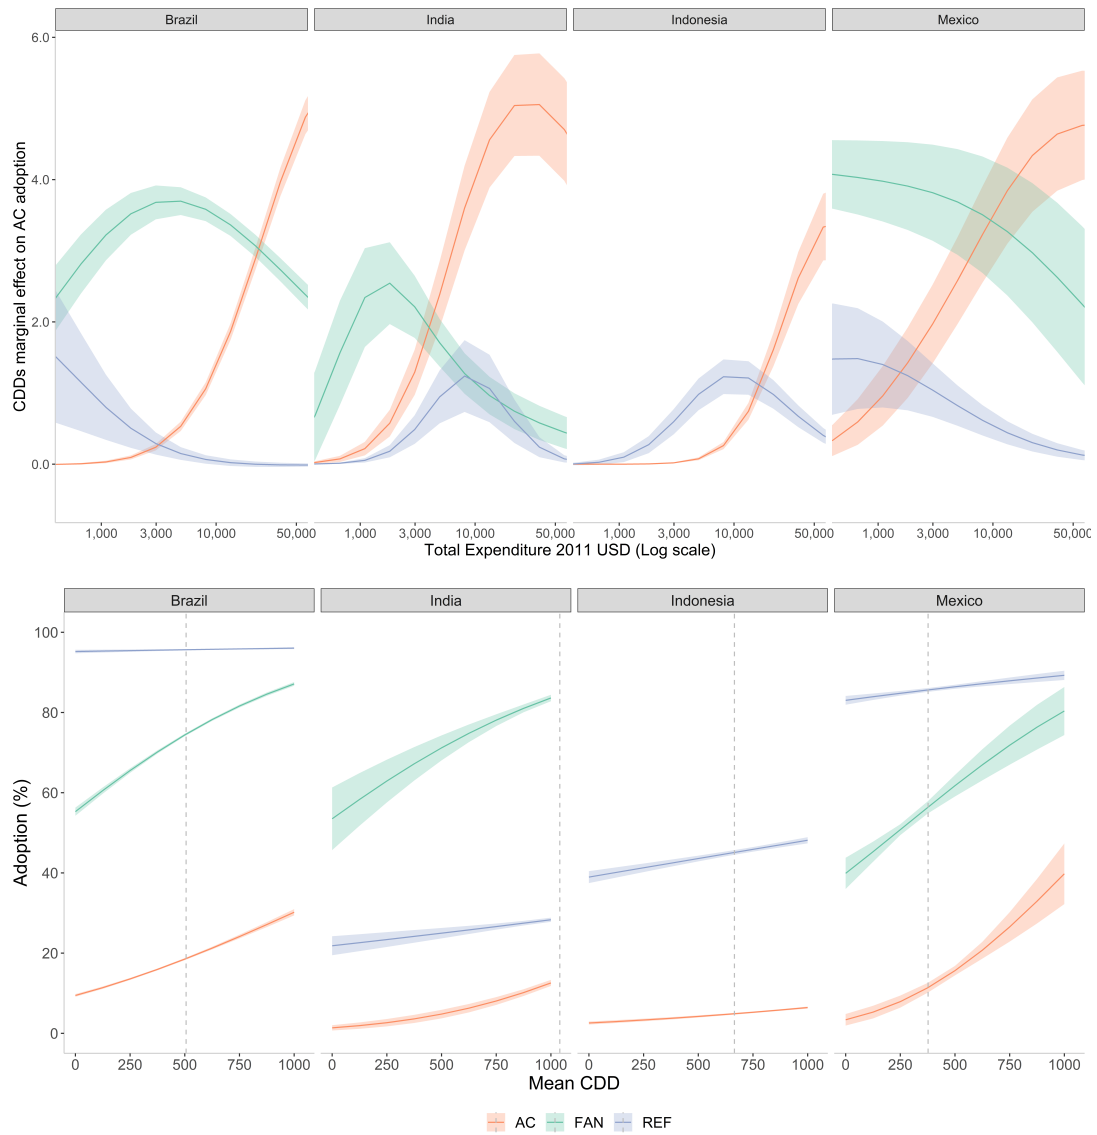 Brazil India Indonesia Mexico
CDDs marginal effect on AC adoption
6.0
4.0
2.0
0.0
1,000 3,000 10,000 50,000 1,000 3,000 10,000 50,000 1,000 3,000 10,000 50,000 1,000 3,000 10,000 50,000
Total Expenditure 2011 USD (Log scale)
Brazil India Indonesia Mexico
Adoption (%)
100
80
60
40
20
0
0 250 500 750 1000 0 250 500 750 1000 0 250 500 750 1000 0 250 500 750 1000
Mean CDD
AC FAN REF